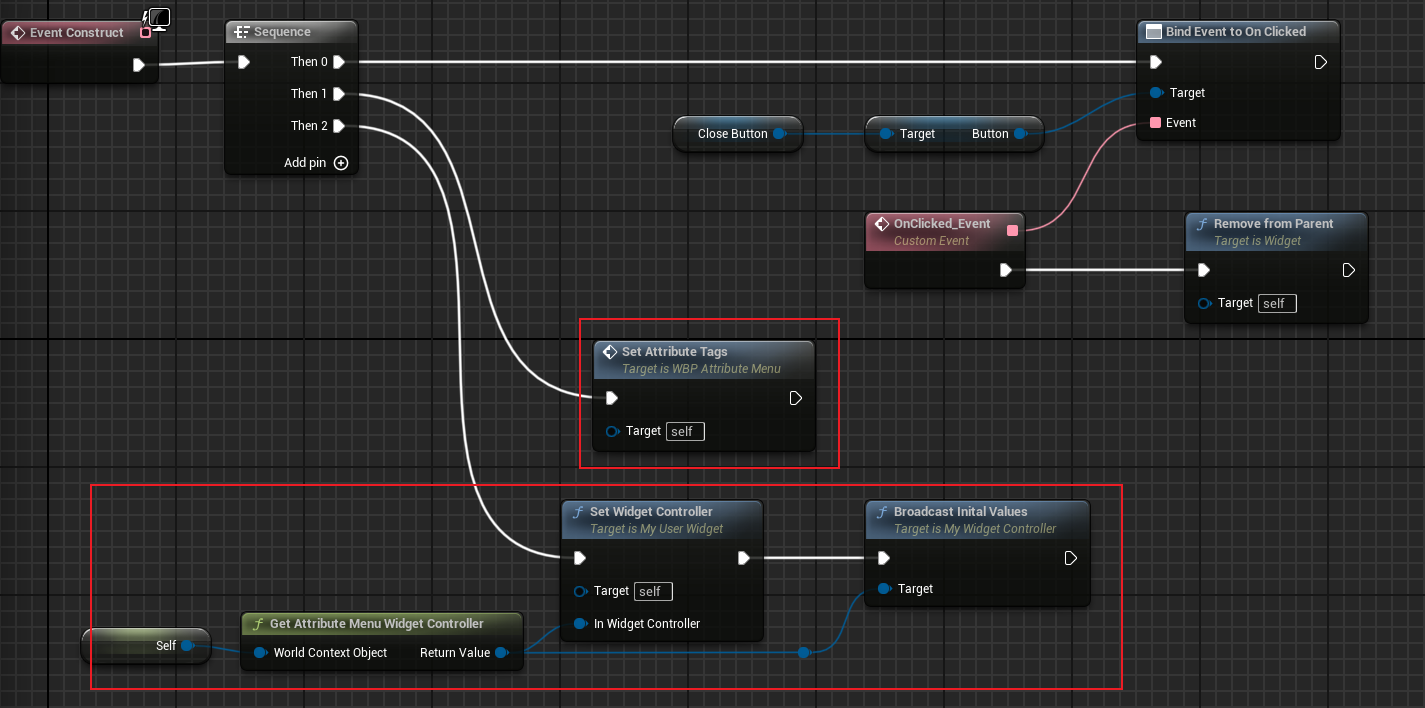 Event Construct
Sequence
Then 0
Then 1
Then 2
Add pin
Bind Event to On Clicked
Target
Event
Close Button
Target Button
OnClicked_Event
Custom Event
Remove from Parent
Target is Widget
Target self
Set Attribute Tags
Target is WBP Attribute Menu
Target self
Set Widget Controller
Target is My User Widget
Target self
In Widget Controller
Broadcast Inital Values
Target is My Widget Controller
Target
Self
Get Attribute Menu Widget Controller
World Context Object Return Value